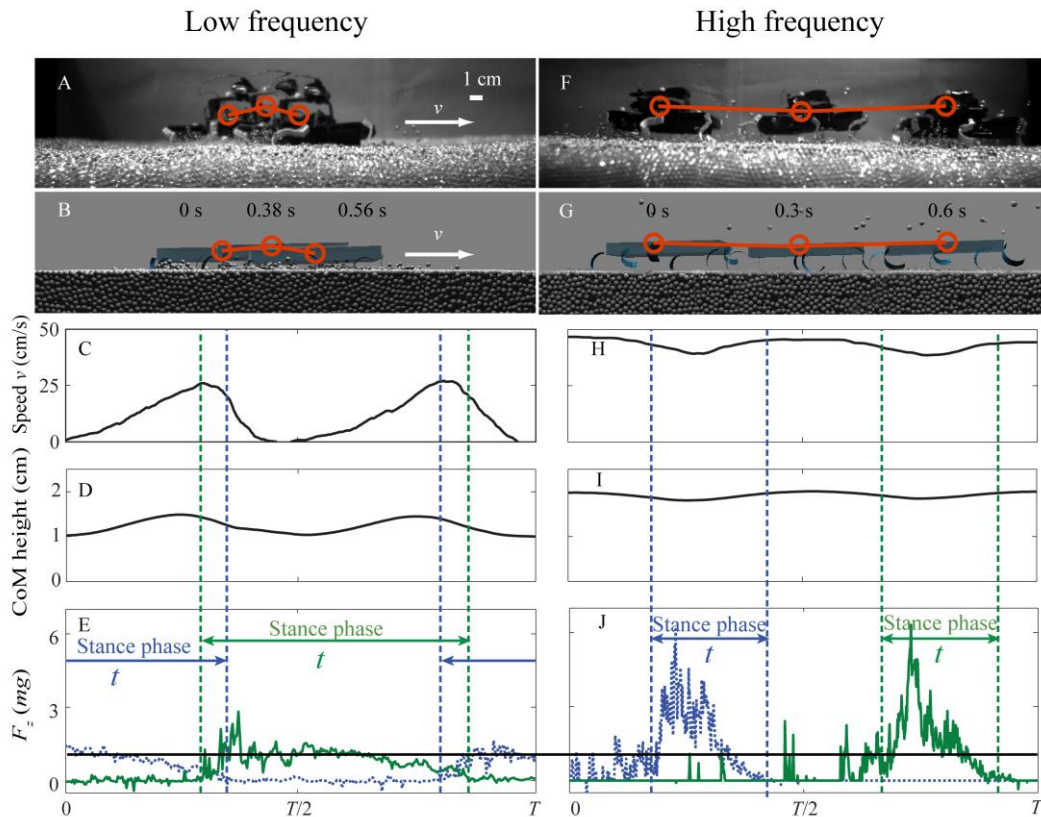 Low frequency
High frequency
A
1 cm
v
F
B
0 s
0.38 s
0.56 s
v
G
0 s
0.3 s
0.6 s
Speed v (cm/s)
50
25
0
C
H
CoM height (cm)
2
1
0
D
I
F_z (mg)
6
3
0
E
Stance phase
t
Stance phase
t
J
Stance phase
t
Stance phase
t
0
T/2
T
T/2
T